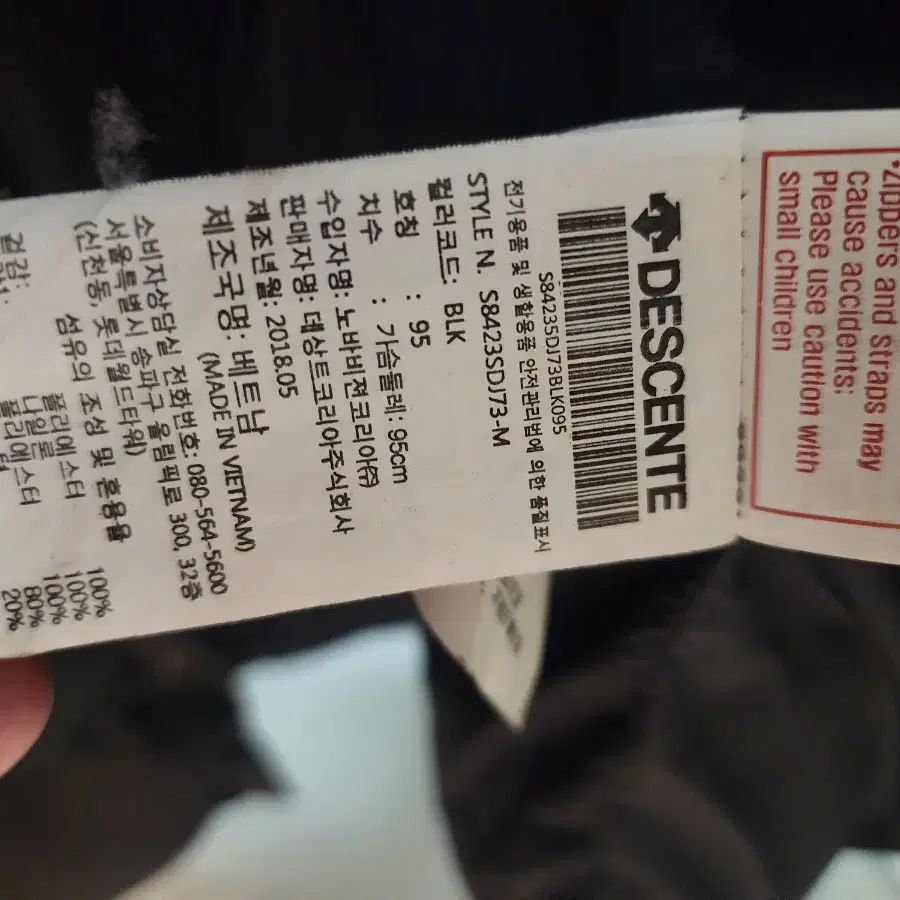 *Zippers and straps may
cause accidents;
Please use caution with
small children
DESCENTE
S84235DJ73BLK095
전기용품 및 생활용품 안전관리법에 의한 품질표시
STYLE N. S8423SDJ73-M
컬러코드: BLK
호칭 : 95
치수 : 가슴둘레: 95cm
수입자명: 노바비젼코리아㈜
판매자명: 데상트코리아주식회사
제조년월: 2018.05
제조국명: 베트남
(MADE IN VIETNAM)
소비자상담실 전화번호: 080-564-5600
서울특별시 송파구 올림픽로 300, 32층
(신천동, 롯데월드타워)
섬유의 조성 및 혼용율
겉감: 폴리에스터 100%
나일론 100%
폴리에스터 100%
80%
20%